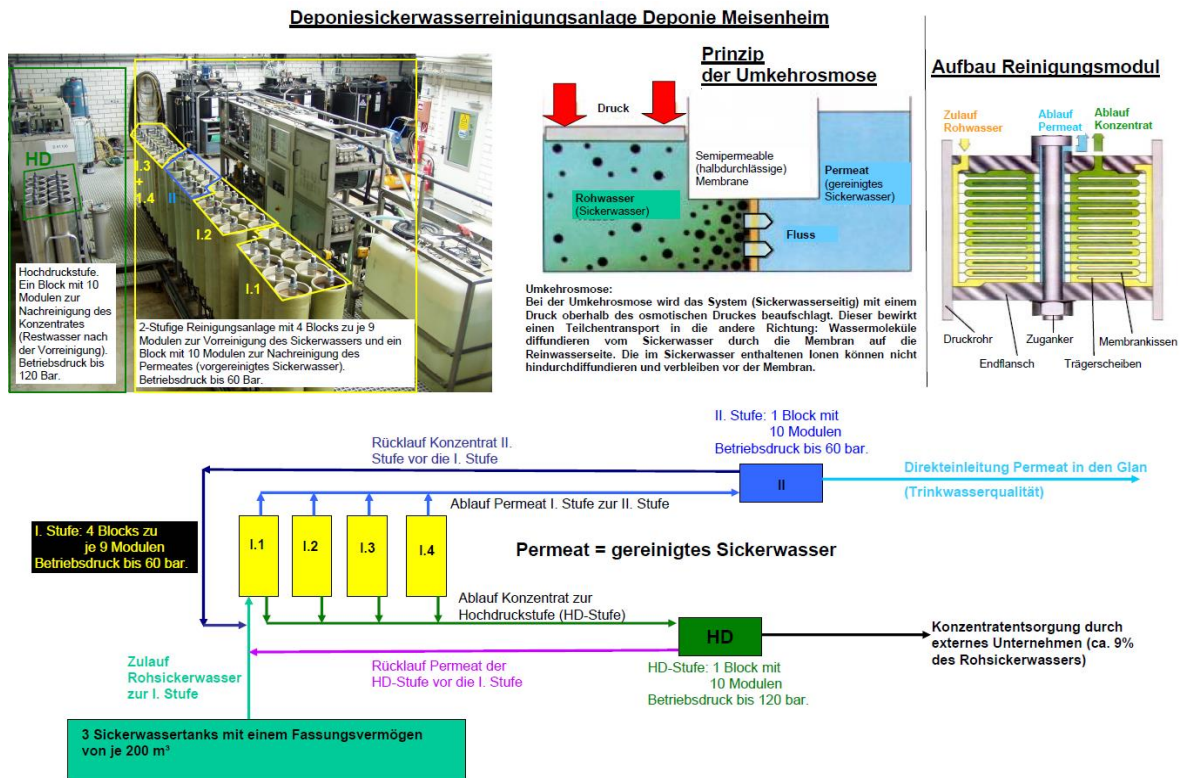 Deponiesickerwasserreinigungsanlage Deponie Meisenheim
HD
I.3
+
I.4
II
I.2
I.1
Hochdruckstufe.
Ein Block mit 10
Modulen zur
Nachreinigung des
Konzentrates
(Restwasser nach
der Vorreinigung).
Betriebsdruck bis
120 Bar.
2-Stufige Reinigungsanlage mit 4 Blocks zu je 9
Modulen zur Vorreinigung des Sickerwassers und ein
Block mit 10 Modulen zur Nachreinigung des
Permeates (vorgereinigtes Sickerwasser).
Betriebsdruck bis 60 Bar.
Prinzip
der Umkehrosmose
Druck
Semipermeable
(halbdurchlässige)
Membrane
Rohwasser
(Sickerwasser)
Permeat
(gereinigtes
Sickerwasser)
Fluss
Umkehrosmose:
Bei der Umkehrosmose wird das System (Sickerwasserseitig) mit einem
Druck oberhalb des osmotischen Druckes beaufschlagt. Dieser bewirkt
einen Teilchentransport in die andere Richtung: Wassermoleküle
diffundieren vom Sickerwasser durch die Membran auf die
Reinwasserseite. Die im Sickerwasser enthaltenen Ionen können nicht
hindurchdiffundieren und verbleiben vor der Membran.
Aufbau Reinigungsmodul
Zulauf
Rohwasser
Ablauf
Permeat
Ablauf
Konzentrat
Druckrohr
Zuganker
Membrankissen
Endflansch
Trägerscheiben
II. Stufe: 1 Block mit
10 Modulen
Betriebsdruck bis 60 bar.
Rücklauf Konzentrat II.
Stufe vor die I. Stufe
II
Direkteinleitung Permeat in den Glan
(Trinkwasserqualität)
Ablauf Permeat I. Stufe zur II. Stufe
I. Stufe: 4 Blocks zu
je 9 Modulen
Betriebsdruck bis 60 bar.
I.1
I.2
I.3
I.4
Permeat = gereinigtes Sickerwasser
Ablauf Konzentrat zur
Hochdruckstufe (HD-Stufe)
HD
Konzentratentsorgung durch
externes Unternehmen (ca. 9%
des Rohsickerwassers)
Zulauf
Rohsickerwasser
zur I. Stufe
Rücklauf Permeat der
HD-Stufe vor die I. Stufe
HD-Stufe: 1 Block mit
10 Modulen
Betriebsdruck bis 120 bar.
3 Sickerwassertanks mit einem Fassungsvermögen
von je 200 m³